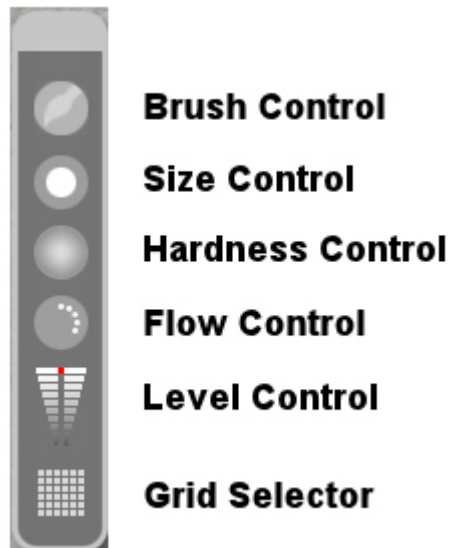 Brush Control
Size Control
Hardness Control
Flow Control
Level Control
Grid Selector